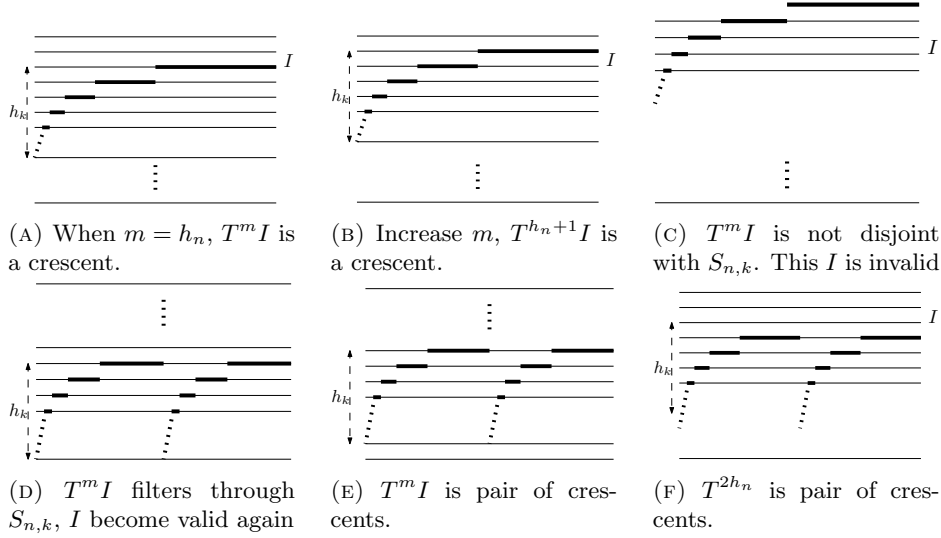 I
I
I
h_k
h_k
(A) When m = h_n, T^m I is
a crescent.
(B) Increase m, T^{h_n+1} I is
a crescent.
(C) T^m I is not disjoint
with S_{n,k}. This I is invalid
I
h_k
h_k
h_k
(D) T^m I filters through
S_{n,k}, I become valid again
(E) T^m I is pair of cres-
cents.
(F) T^{2h_n} is pair of cres-
cents.